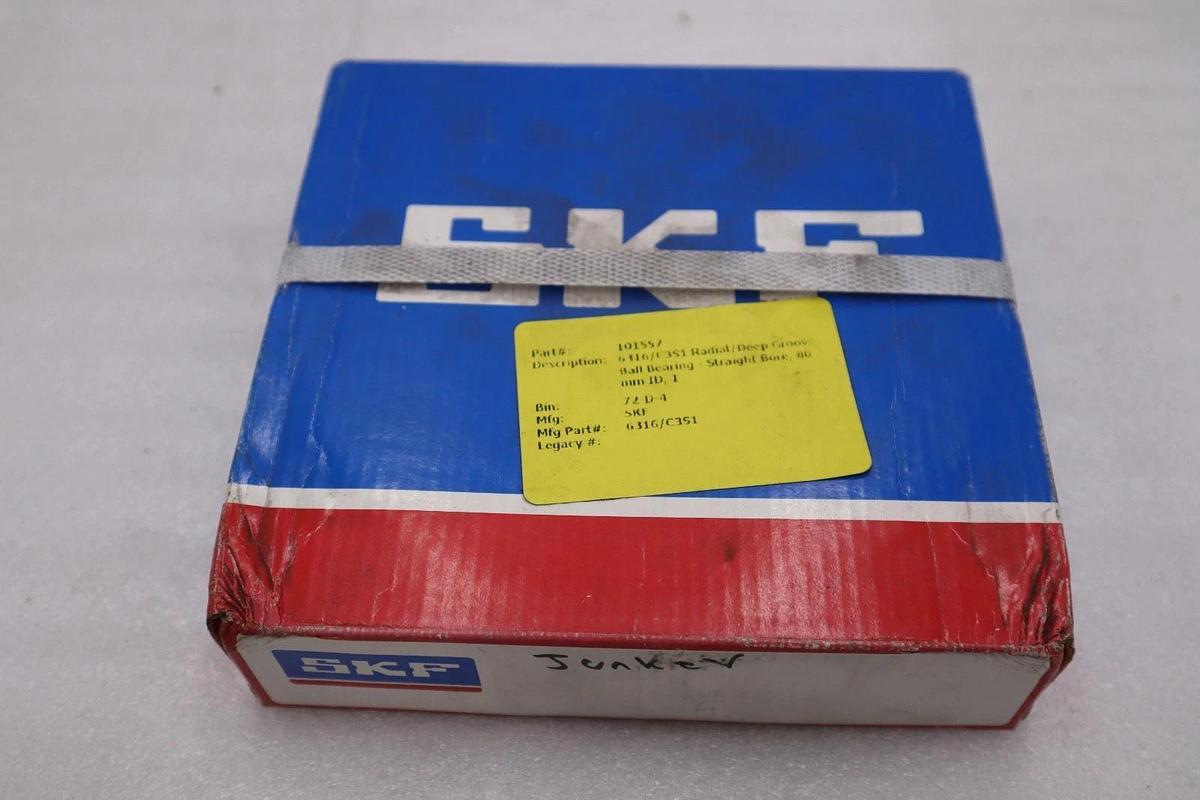 SKF
Part#: 101557
Description: 6316/C3S1 Radial/Deep Groove
Ball Bearing - Straight Bore, 80
mm ID, 1
Bin: 72-D-4
Mfg: SKF
Mfg Part#: 6316/C3S1
Legacy #:
SKF
Junker